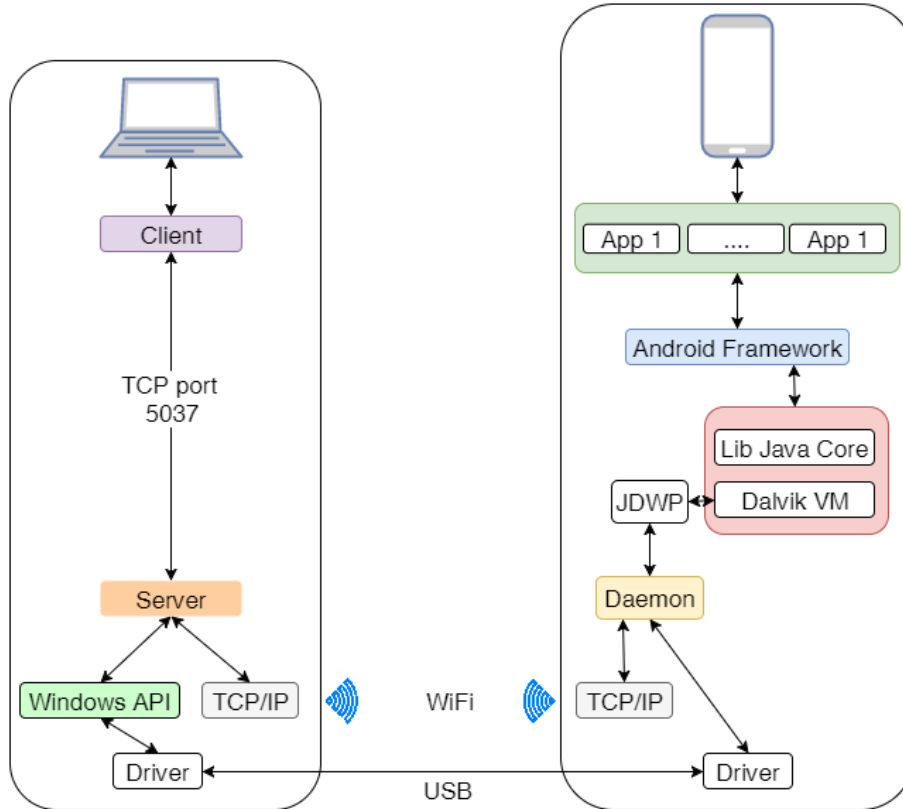 Client
TCP port
5037
Server
Windows API
TCP/IP
Driver
WiFi
USB
App 1
....
App 1
Android Framework
Lib Java Core
JDWP
Dalvik VM
Daemon
TCP/IP
Driver